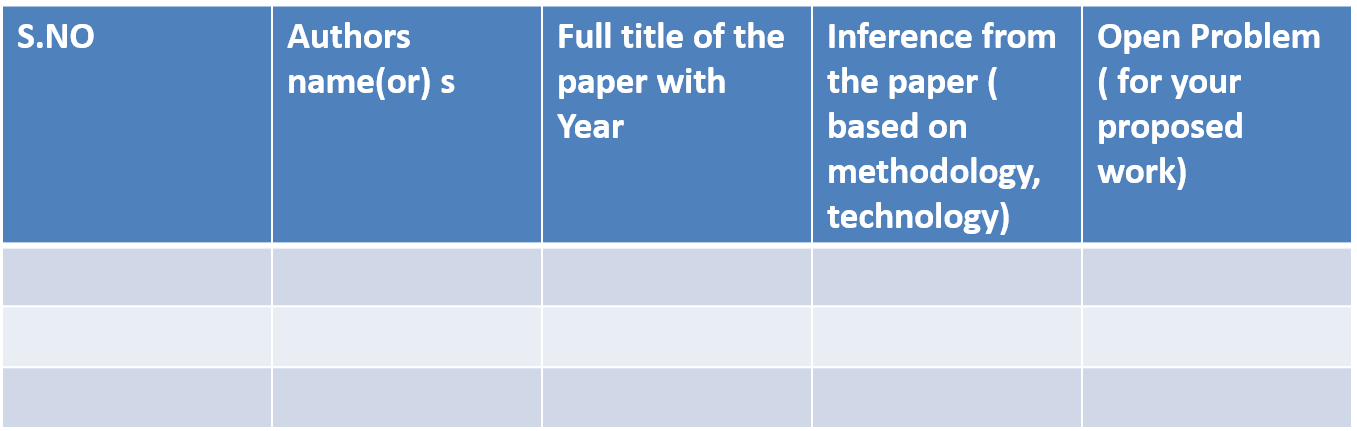 S.NO
Authors
name(or) s
Full title of the
paper with
Year
Inference from
the paper (
based on
methodology,
technology)
Open Problem
( for your
proposed
work)